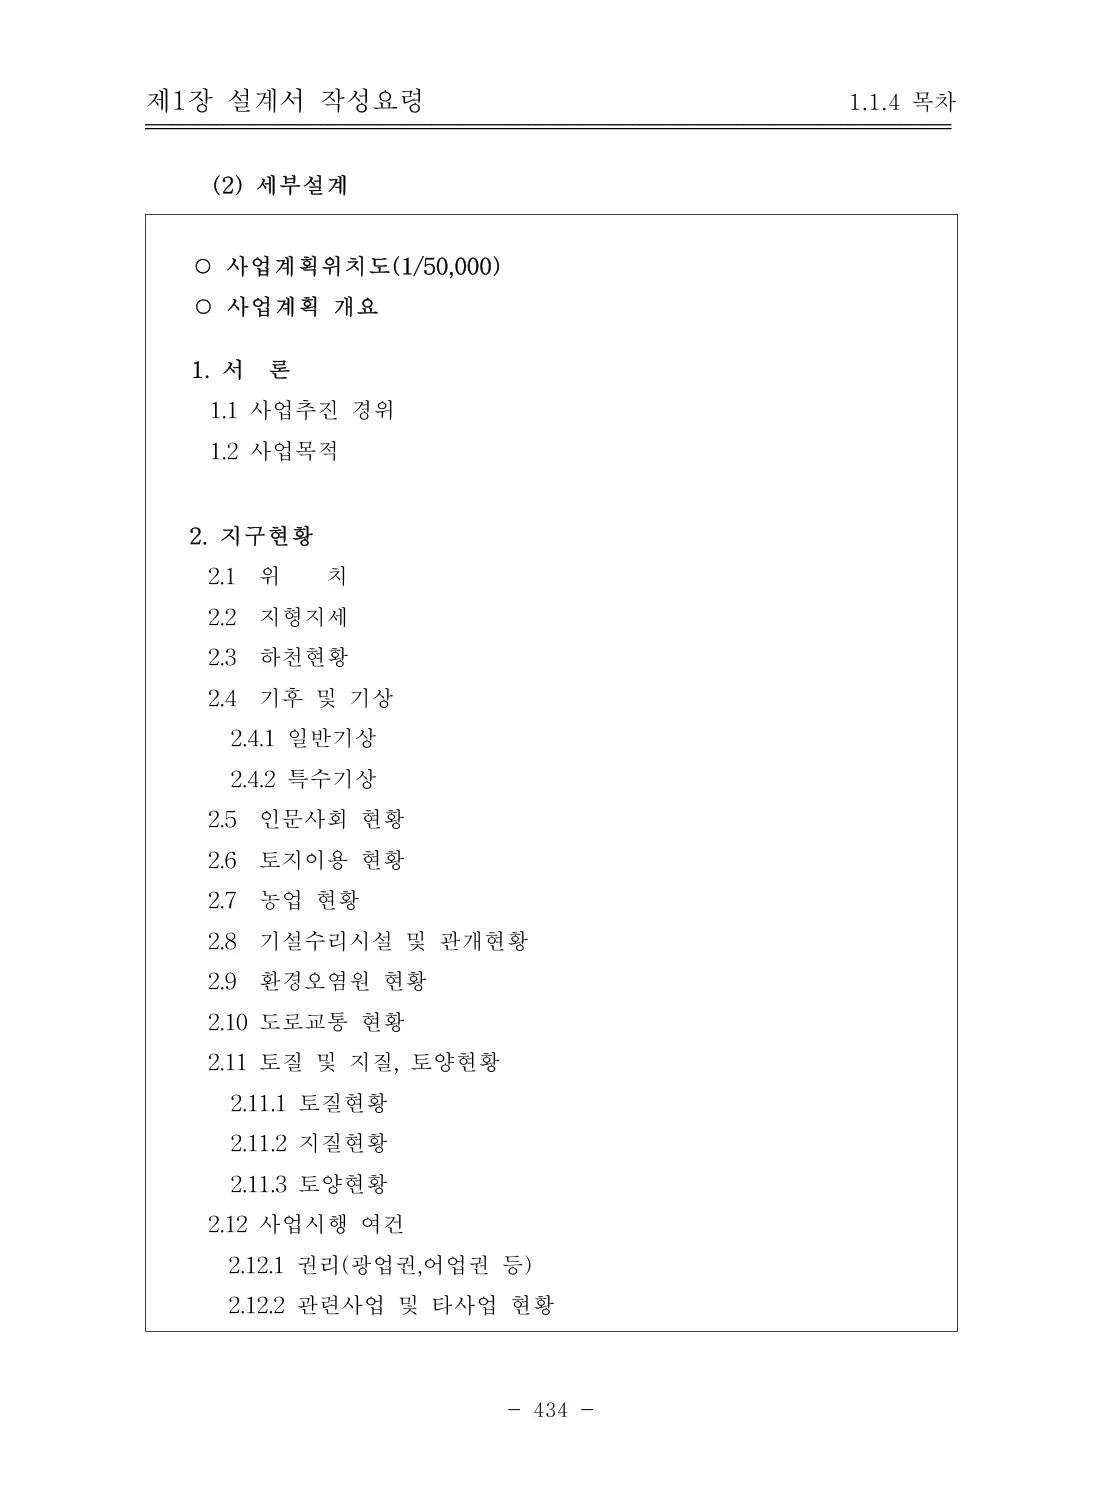 제1장 설계서 작성요령 1.1.4 목차
(2) 세부설계
○ 사업계획위치도(1/50,000)
○ 사업계획 개요
1. 서 론
1.1 사업추진 경위
1.2 사업목적
2. 지구현황
2.1 위 치
2.2 지형지세
2.3 하천현황
2.4 기후 및 기상
2.4.1 일반기상
2.4.2 특수기상
2.5 인문사회 현황
2.6 토지이용 현황
2.7 농업 현황
2.8 기설수리시설 및 관개현황
2.9 환경오염원 현황
2.10 도로교통 현황
2.11 토질 및 지질, 토양현황
2.11.1 토질현황
2.11.2 지질현황
2.11.3 토양현황
2.12 사업시행 여건
2.12.1 권리(광업권,어업권 등)
2.12.2 관련사업 및 타사업 현황
- 434 -